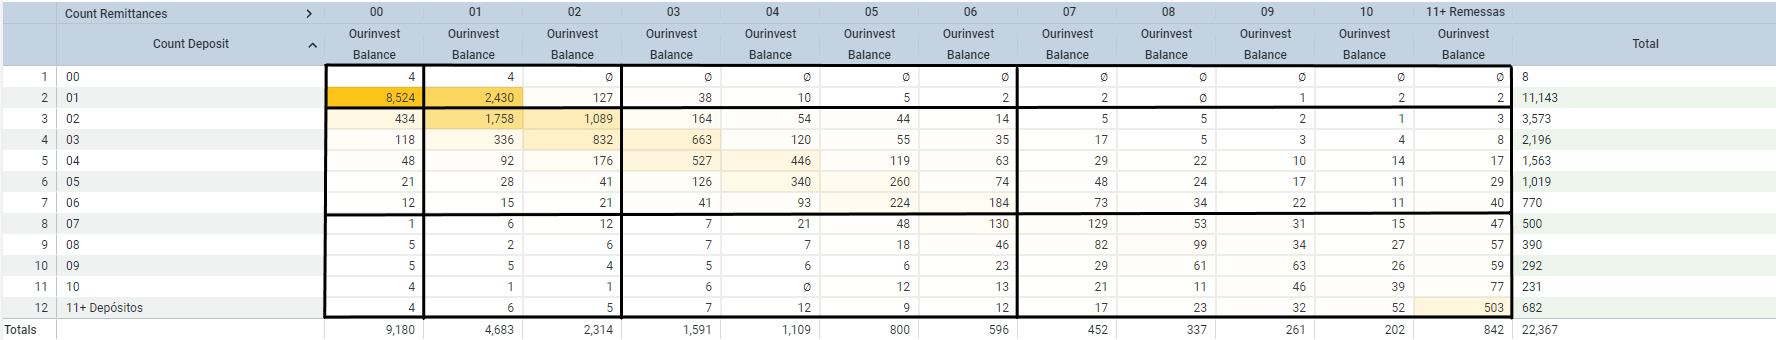 Count Remittances 00 01 02 03 04 05 06 07 08 09 10 11+ Remessas
Count Deposit Ourinvest Balance Ourinvest Balance Ourinvest Balance Ourinvest Balance Ourinvest Balance Ourinvest Balance Ourinvest Balance Ourinvest Balance Ourinvest Balance Ourinvest Balance Ourinvest Balance Ourinvest Balance Total
1 00 4 4 ∅ ∅ ∅ ∅ ∅ ∅ ∅ ∅ ∅ ∅ 8
2 01 8,524 2,430 127 38 10 5 2 2 ∅ 1 2 2 11,143
3 02 434 1,758 1,089 164 54 44 14 5 5 2 1 3 3,573
4 03 118 336 832 663 120 55 35 17 5 3 4 8 2,196
5 04 48 92 176 527 446 119 63 29 22 10 14 17 1,563
6 05 21 28 41 126 340 260 74 48 24 17 11 29 1,019
7 06 12 15 21 41 93 224 184 73 34 22 11 40 770
8 07 1 6 12 7 21 48 130 129 53 31 15 47 500
9 08 5 2 6 7 7 18 46 82 99 34 27 57 390
10 09 5 5 4 5 6 6 23 29 61 63 26 59 292
11 10 4 1 1 6 ∅ 12 13 21 11 46 39 77 231
12 11+ Depósitos 4 6 5 7 12 9 12 17 23 32 52 503 682
Totals 9,180 4,683 2,314 1,591 1,109 800 596 452 337 261 202 842 22,367